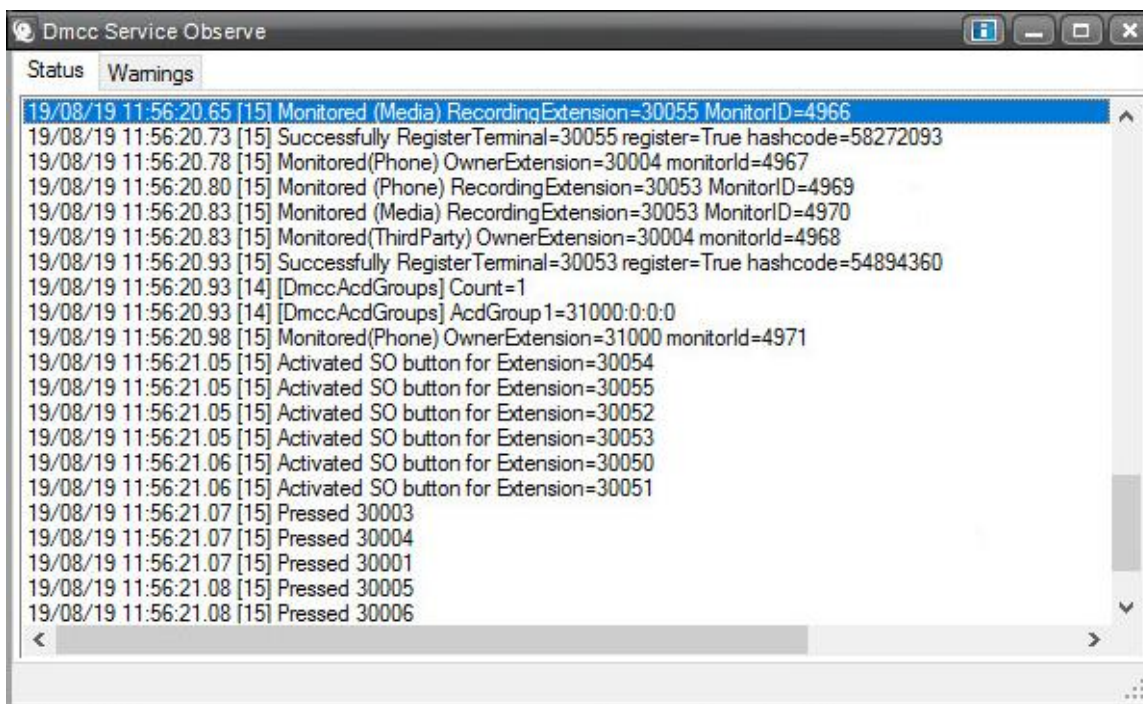 Dmcc Service Observe
Status
Warnings
19/08/19 11:56:20.65 [15] Monitored (Media) RecordingExtension=30055 MonitorID=4966
19/08/19 11:56:20.73 [15] Successfully RegisterTerminal=30055 register=True hashcode=58272093
19/08/19 11:56:20.78 [15] Monitored(Phone) OwnerExtension=30004 monitorId=4967
19/08/19 11:56:20.80 [15] Monitored (Phone) RecordingExtension=30053 MonitorID=4969
19/08/19 11:56:20.83 [15] Monitored (Media) RecordingExtension=30053 MonitorID=4970
19/08/19 11:56:20.83 [15] Monitored(ThirdParty) OwnerExtension=30004 monitorId=4968
19/08/19 11:56:20.93 [15] Successfully RegisterTerminal=30053 register=True hashcode=54894360
19/08/19 11:56:20.93 [14] [DmccAcdGroups] Count=1
19/08/19 11:56:20.93 [14] [DmccAcdGroups] AcdGroup1=31000:0:0:0
19/08/19 11:56:20.98 [15] Monitored(Phone) OwnerExtension=31000 monitorId=4971
19/08/19 11:56:21.05 [15] Activated SO button for Extension=30054
19/08/19 11:56:21.05 [15] Activated SO button for Extension=30055
19/08/19 11:56:21.05 [15] Activated SO button for Extension=30052
19/08/19 11:56:21.05 [15] Activated SO button for Extension=30053
19/08/19 11:56:21.06 [15] Activated SO button for Extension=30050
19/08/19 11:56:21.06 [15] Activated SO button for Extension=30051
19/08/19 11:56:21.07 [15] Pressed 30003
19/08/19 11:56:21.07 [15] Pressed 30004
19/08/19 11:56:21.07 [15] Pressed 30001
19/08/19 11:56:21.08 [15] Pressed 30005
19/08/19 11:56:21.08 [15] Pressed 30006